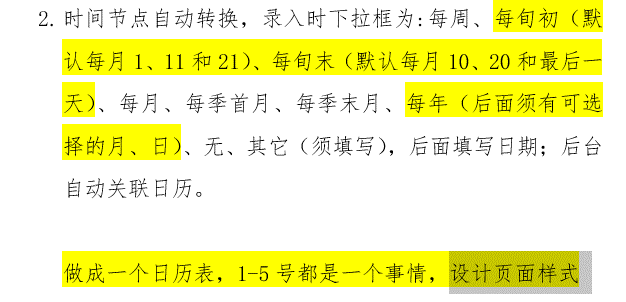 2. 时间节点自动转换，录入时下拉框为:每周、每旬初（默
认每月 1、11 和 21）、每旬末（默认每月 10、20 和最后一
天）、每月、每季首月、每季末月、每年（后面须有可选
择的月、日）、无、其它（须填写），后面填写日期；后台
自动关联日历。
做成一个日历表，1-5 号都是一个事情，设计页面样式